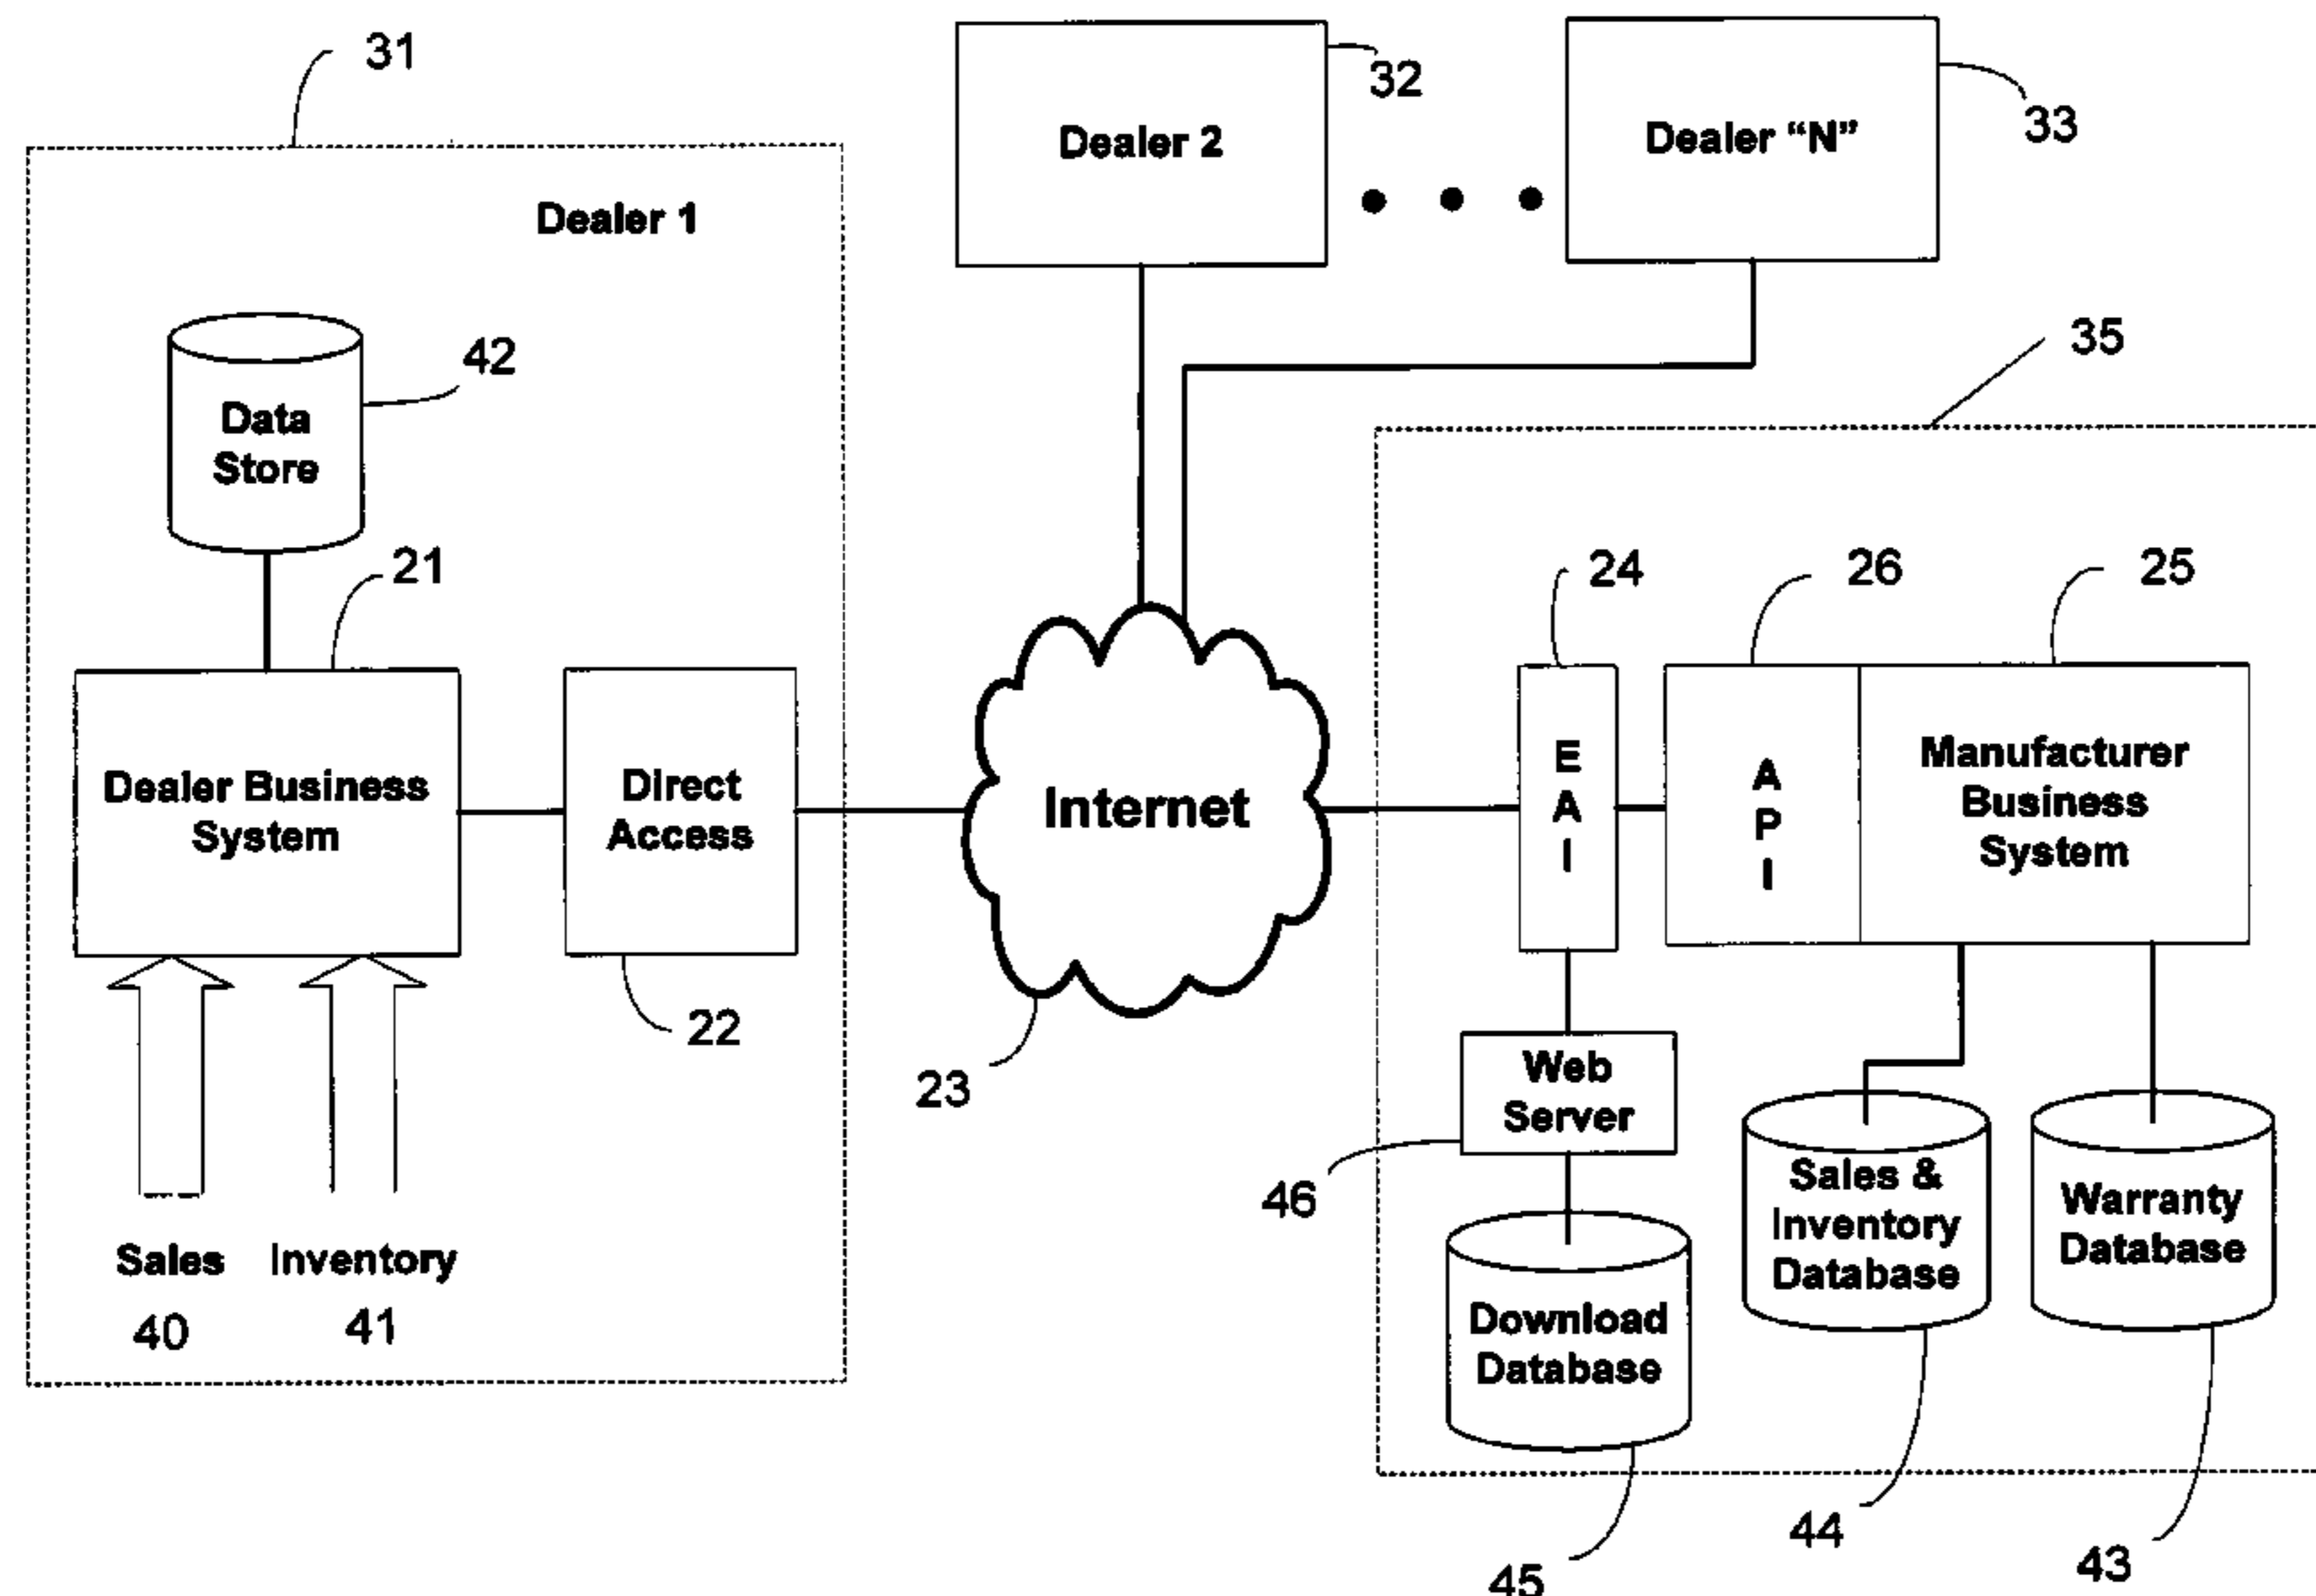 31
32
33
Dealer 2
Dealer “N”
Dealer 1
35
42
Data
Store
21
24
26
25
Dealer Business
System
Direct
Access
Internet
E
A
I
A
P
I
Manufacturer
Business
System
22
23
Web
Server
46
Sales &
Inventory
Database
Warranty
Database
Sales
Inventory
40
41
Download
Database
44
43
45